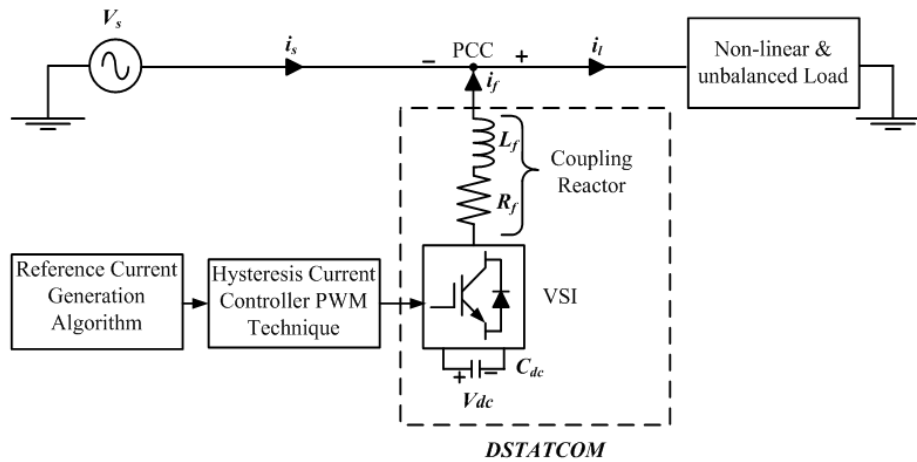 Vs
is
PCC
− +
il
Non-linear &
unbalanced Load
if
Lf
Coupling
Reactor
Rf
Reference Current
Generation
Algorithm
Hysteresis Current
Controller PWM
Technique
VSI
+ −
Cdc
Vdc
DSTATCOM